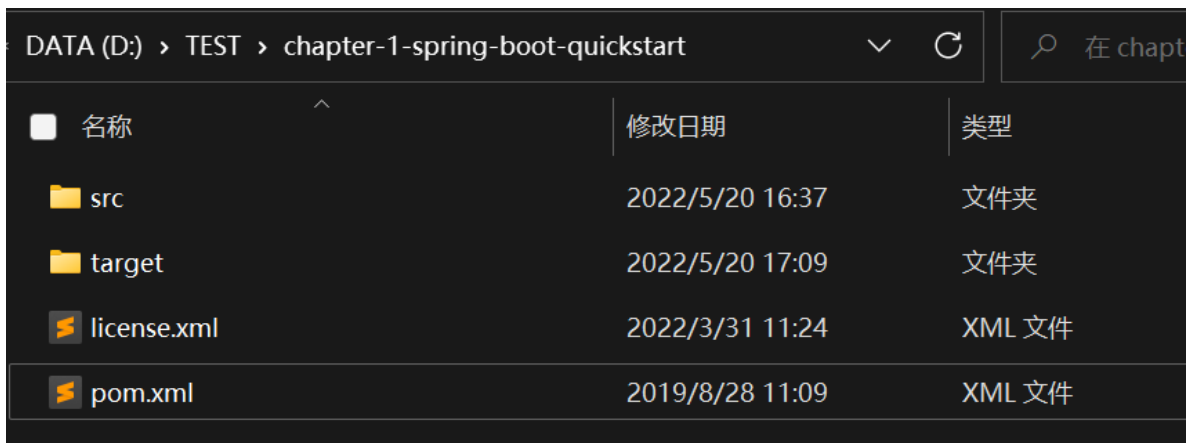 DATA (D:) › TEST › chapter-1-spring-boot-quickstart 在 chapt
名称 修改日期 类型
src 2022/5/20 16:37 文件夹
target 2022/5/20 17:09 文件夹
license.xml 2022/3/31 11:24 XML 文件
pom.xml 2019/8/28 11:09 XML 文件